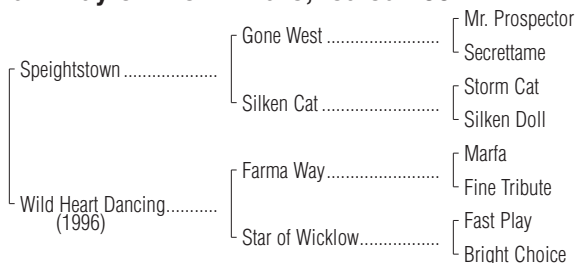 Mr. Prospector
Gone West
Secrettame
Speightstown
Storm Cat
Silken Cat
Silken Doll
Marfa
Farma Way
Fine Tribute
Wild Heart Dancing
(1996)
Fast Play
Star of Wicklow
Bright Choice